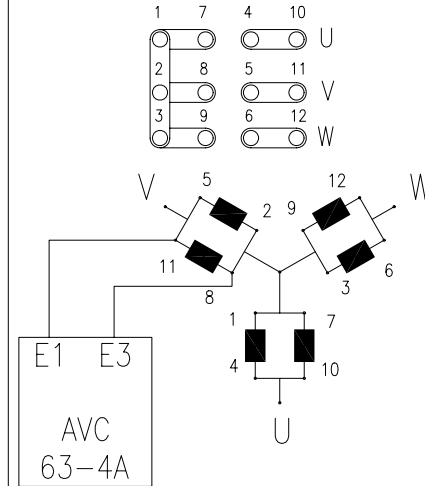 1 7 4 10
U
2 8 5 11
V
3 9 6 12
W
V 5 12 W
2 9
11 6
8 3
1 7
E1 E3 4 10
AVC U
63-4A